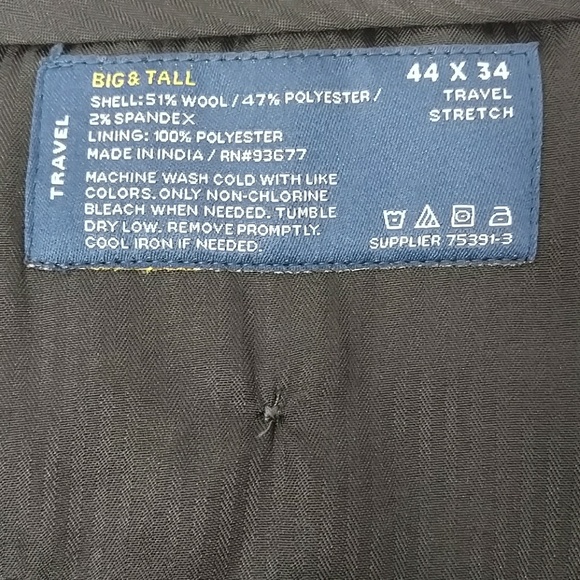 BIG & TALL
44 X 34
TRAVEL
STRETCH
TRAVEL
SHELL: 51% WOOL / 47% POLYESTER /
2% SPANDEX
LINING: 100% POLYESTER
MADE IN INDIA / RN#93677
MACHINE WASH COLD WITH LIKE
COLORS. ONLY NON-CHLORINE
BLEACH WHEN NEEDED. TUMBLE
DRY LOW. REMOVE PROMPTLY.
COOL IRON IF NEEDED.
SUPPLIER 75391-3